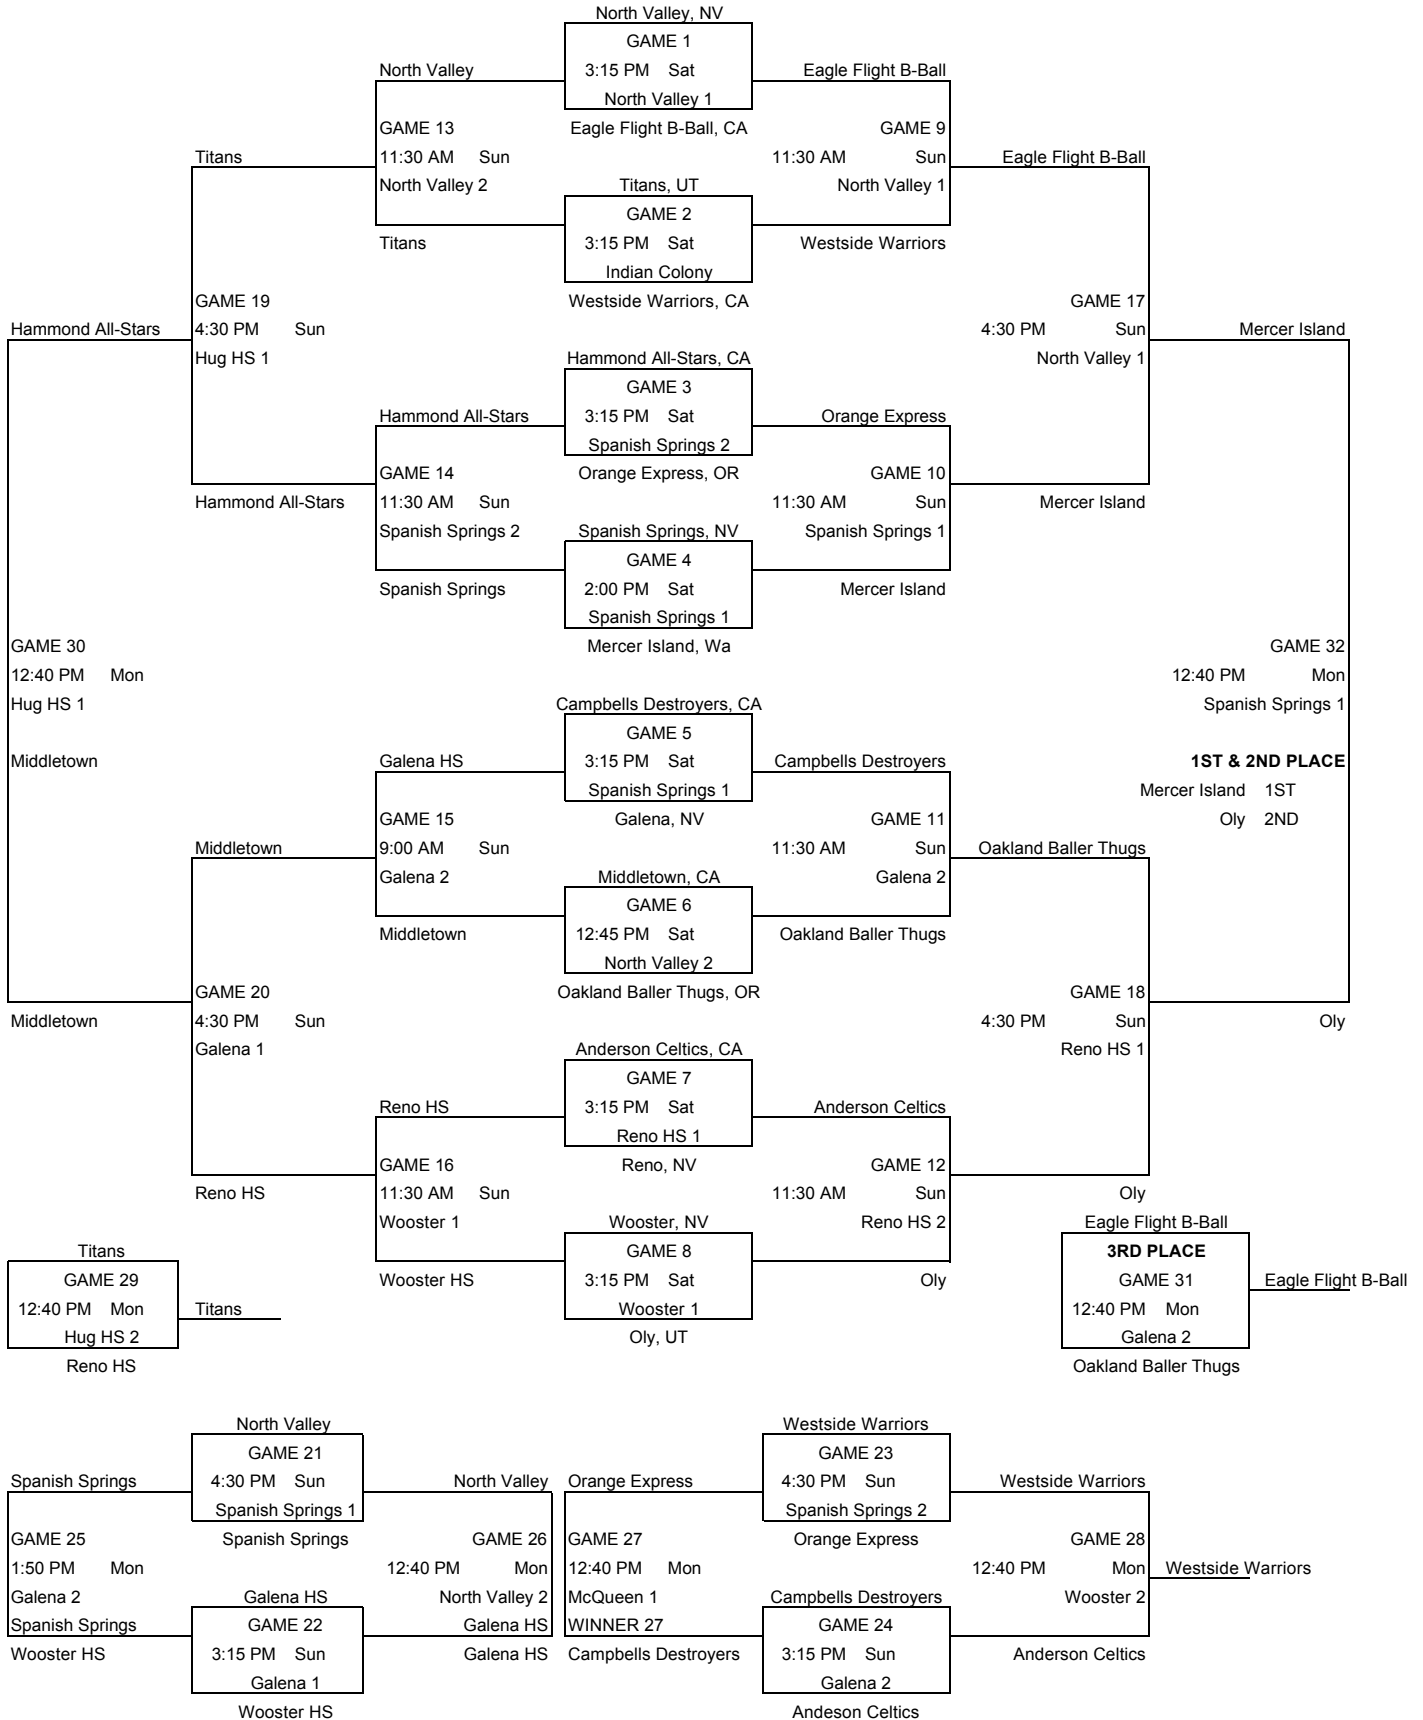 North Valley, NV
GAME 1
North Valley 3:15 PM Sat Eagle Flight B-Ball
North Valley 1
GAME 13 Eagle Flight B-Ball, CA GAME 9
Titans 11:30 AM Sun 11:30 AM Sun Eagle Flight B-Ball
North Valley 2 Titans, UT North Valley 1
GAME 2
Titans 3:15 PM Sat Westside Warriors
Indian Colony
GAME 19 Westside Warriors, CA GAME 17
Hammond All-Stars 4:30 PM Sun 4:30 PM Sun Mercer Island
Hug HS 1 Hammond All-Stars, CA North Valley 1
GAME 3
Hammond All-Stars 3:15 PM Sat Orange Express
Spanish Springs 2
GAME 14 Orange Express, OR GAME 10
Hammond All-Stars 11:30 AM Sun 11:30 AM Sun Mercer Island
Spanish Springs 2 Spanish Springs, NV Spanish Springs 1
GAME 4
Spanish Springs 2:00 PM Sat Mercer Island
Spanish Springs 1
GAME 30 Mercer Island, Wa GAME 32
12:40 PM Mon 12:40 PM Mon
Hug HS 1 Campbells Destroyers, CA Spanish Springs 1
GAME 5
Middletown Galena HS 3:15 PM Sat Campbells Destroyers 1ST & 2ND PLACE
Spanish Springs 1 Mercer Island 1ST
GAME 15 Galena, NV GAME 11 Oly 2ND
Middletown 9:00 AM Sun 11:30 AM Sun Oakland Baller Thugs
Galena 2 Middletown, CA Galena 2
GAME 6
Middletown 12:45 PM Sat Oakland Baller Thugs
North Valley 2
GAME 20 Oakland Baller Thugs, OR GAME 18
Middletown 4:30 PM Sun 4:30 PM Sun Oly
Galena 1 Anderson Celtics, CA Reno HS 1
GAME 7
Reno HS 3:15 PM Sat Anderson Celtics
Reno HS 1
GAME 16 Reno, NV GAME 12
Reno HS 11:30 AM Sun 11:30 AM Sun Oly
Wooster 1 Wooster, NV Reno HS 2 Eagle Flight B-Ball
Titans GAME 8 3RD PLACE
GAME 29 Wooster HS 3:15 PM Sat Oly GAME 31 Eagle Flight B-Ball
12:40 PM Mon Titans Wooster 1 12:40 PM Mon
Hug HS 2 Oly, UT Galena 2
Reno HS Oakland Baller Thugs
North Valley Westside Warriors
GAME 21 GAME 23
Spanish Springs 4:30 PM Sun North Valley Orange Express 4:30 PM Sun Westside Warriors
Spanish Springs 1 Spanish Springs 2
GAME 25 Spanish Springs GAME 26 GAME 27 Orange Express GAME 28
1:50 PM Mon 12:40 PM Mon 12:40 PM Mon 12:40 PM Mon Westside Warriors
Galena 2 Galena HS North Valley 2 McQueen 1 Campbells Destroyers Wooster 2
Spanish Springs GAME 22 Galena HS WINNER 27 GAME 24
Wooster HS 3:15 PM Sun Galena HS Campbells Destroyers 3:15 PM Sun Anderson Celtics
Galena 1 Galena 2
Wooster HS Andeson Celtics